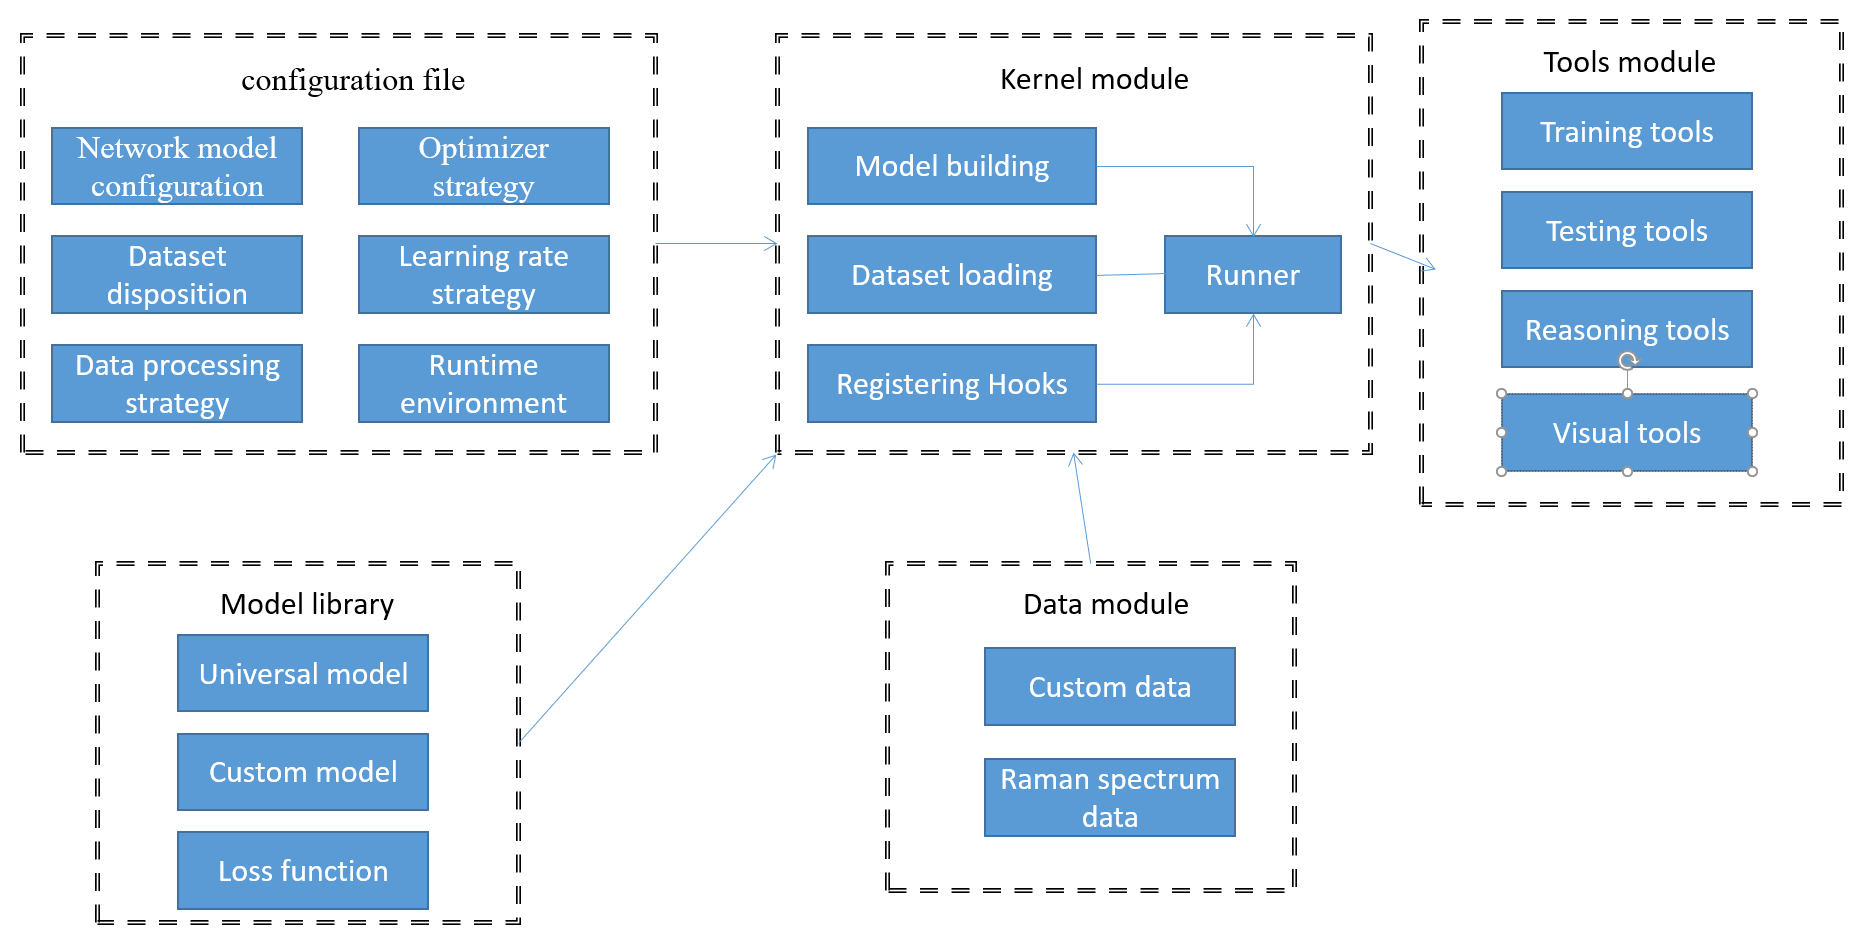 configuration file
Network model
configuration
Optimizer
strategy
Dataset
disposition
Learning rate
strategy
Data processing
strategy
Runtime
environment
Kernel module
Model building
Dataset loading
Runner
Registering Hooks
Tools module
Training tools
Testing tools
Reasoning tools
Visual tools
Model library
Universal model
Custom model
Loss function
Data module
Custom data
Raman spectrum
data